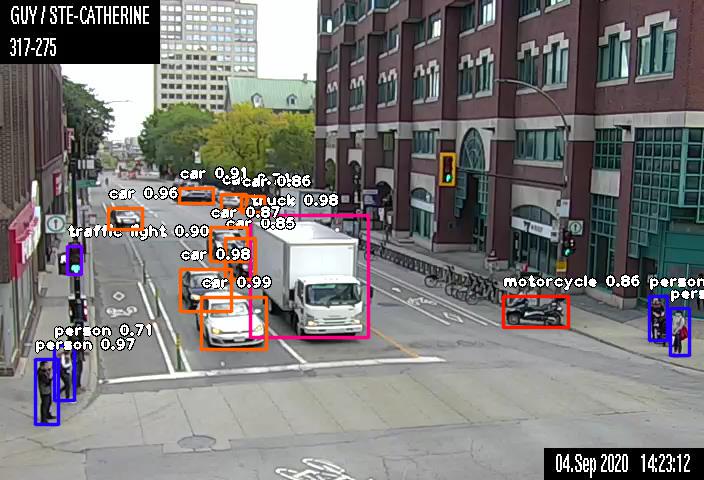 GUY / STE-CATHERINE
317-275
car 0.91
car 0.86
car 0.96
truck 0.98
car 0.87
car 0.85
traffic light 0.90
car 0.98
car 0.99
motorcycle 0.86
person
pers
person 0.71
person 0.97
04.Sep 2020 14:23:12